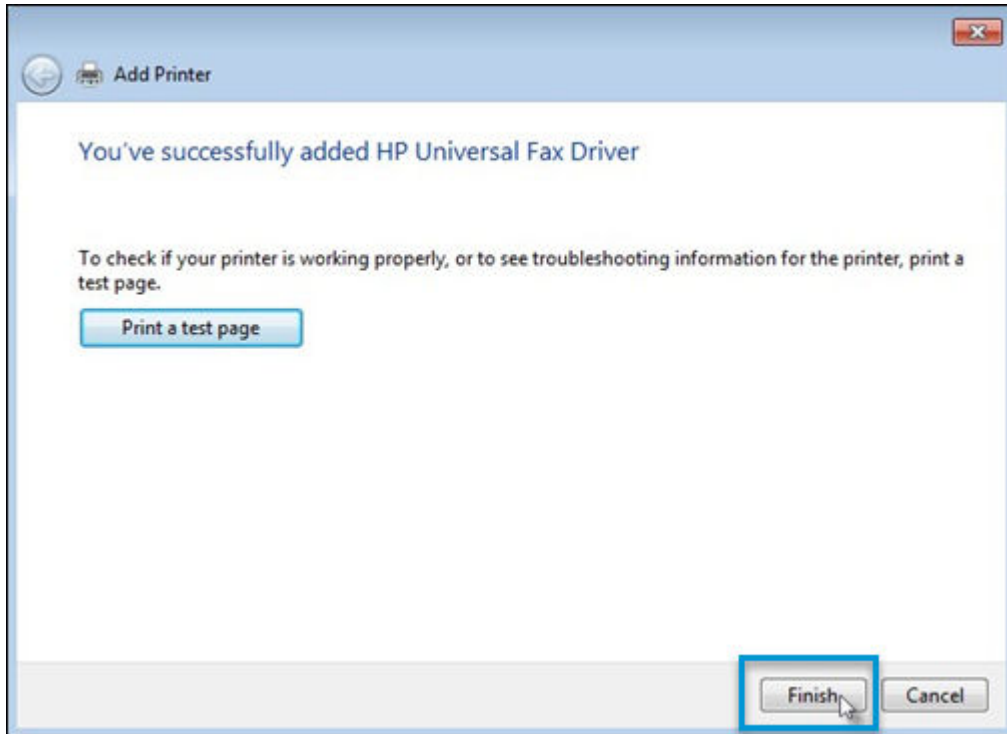 Add Printer
You've successfully added HP Universal Fax Driver
To check if your printer is working properly, or to see troubleshooting information for the printer, print a
test page.
Print a test page
Finish Cancel